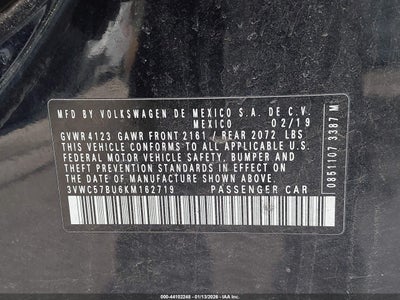 MFD BY VOLKSWAGEN DE MEXICO S.A. DE C.V.
MEXICO 02/19
GVWR 4123 GAWR FRONT 2161 / REAR 2072 LBS
THIS VEHICLE CONFORMS TO ALL APPLICABLE U.S.
FEDERAL MOTOR VEHICLE SAFETY, BUMPER AND
THEFT PREVENTION STANDARDS IN EFFECT
ON THE DATE OF MANUFACTURE SHOWN ABOVE
3VWC57BU6KM162719 PASSENGER CAR
0851107 3387 M
000-44102248 - 01/13/2026 - IAA Inc.